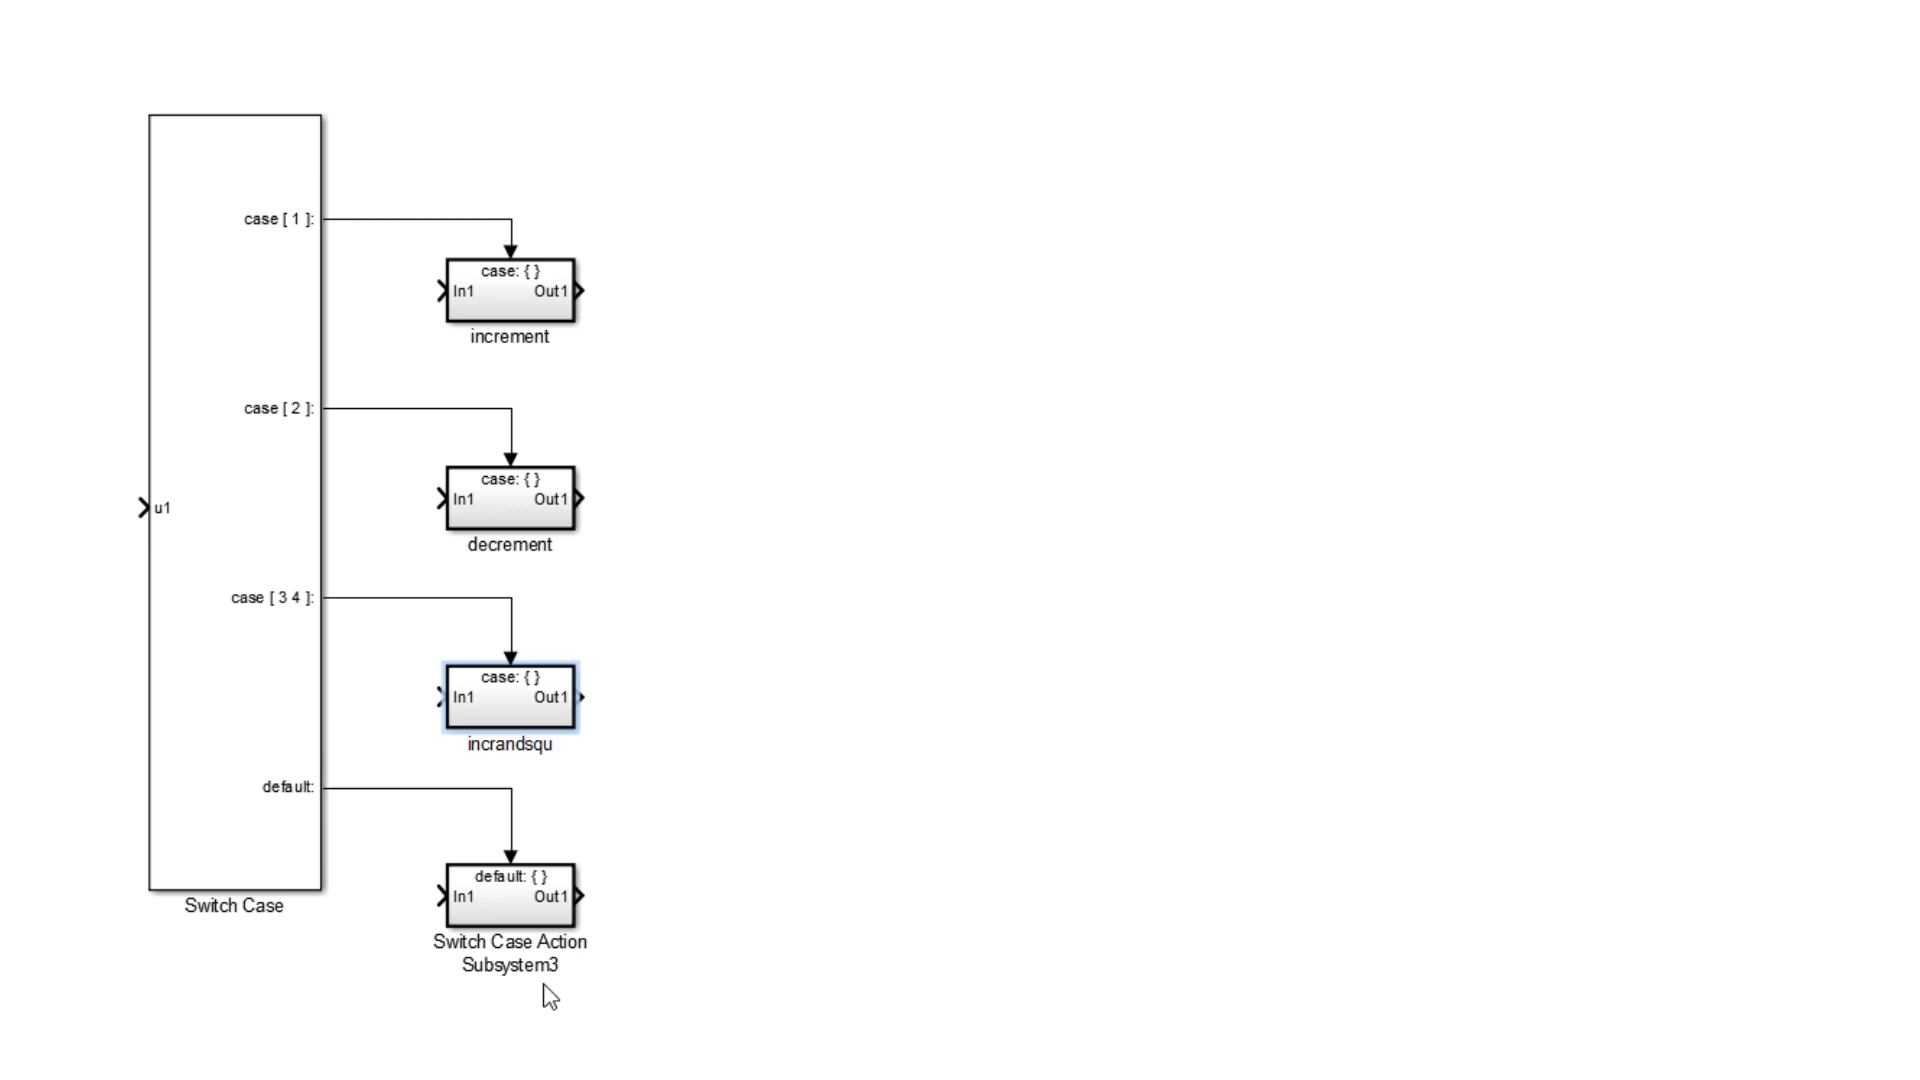 case [ 1 ]:
case: { }
In1 Out1
increment
case [ 2 ]:
case: { }
In1 Out1
decrement
u1
case [ 3 4 ]:
case: { }
In1 Out1
incrandsqu
default:
default: { }
In1 Out1
Switch Case
Switch Case Action
Subsystem3